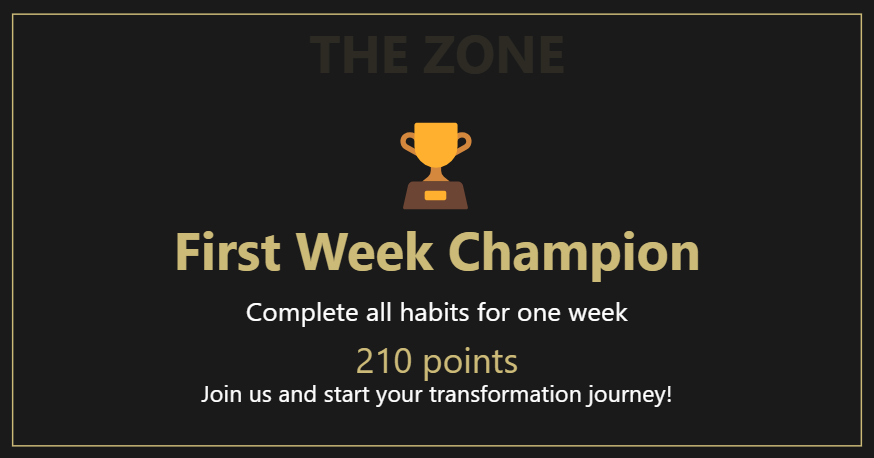 THE ZONE
First Week Champion
Complete all habits for one week
210 points
Join us and start your transformation journey!